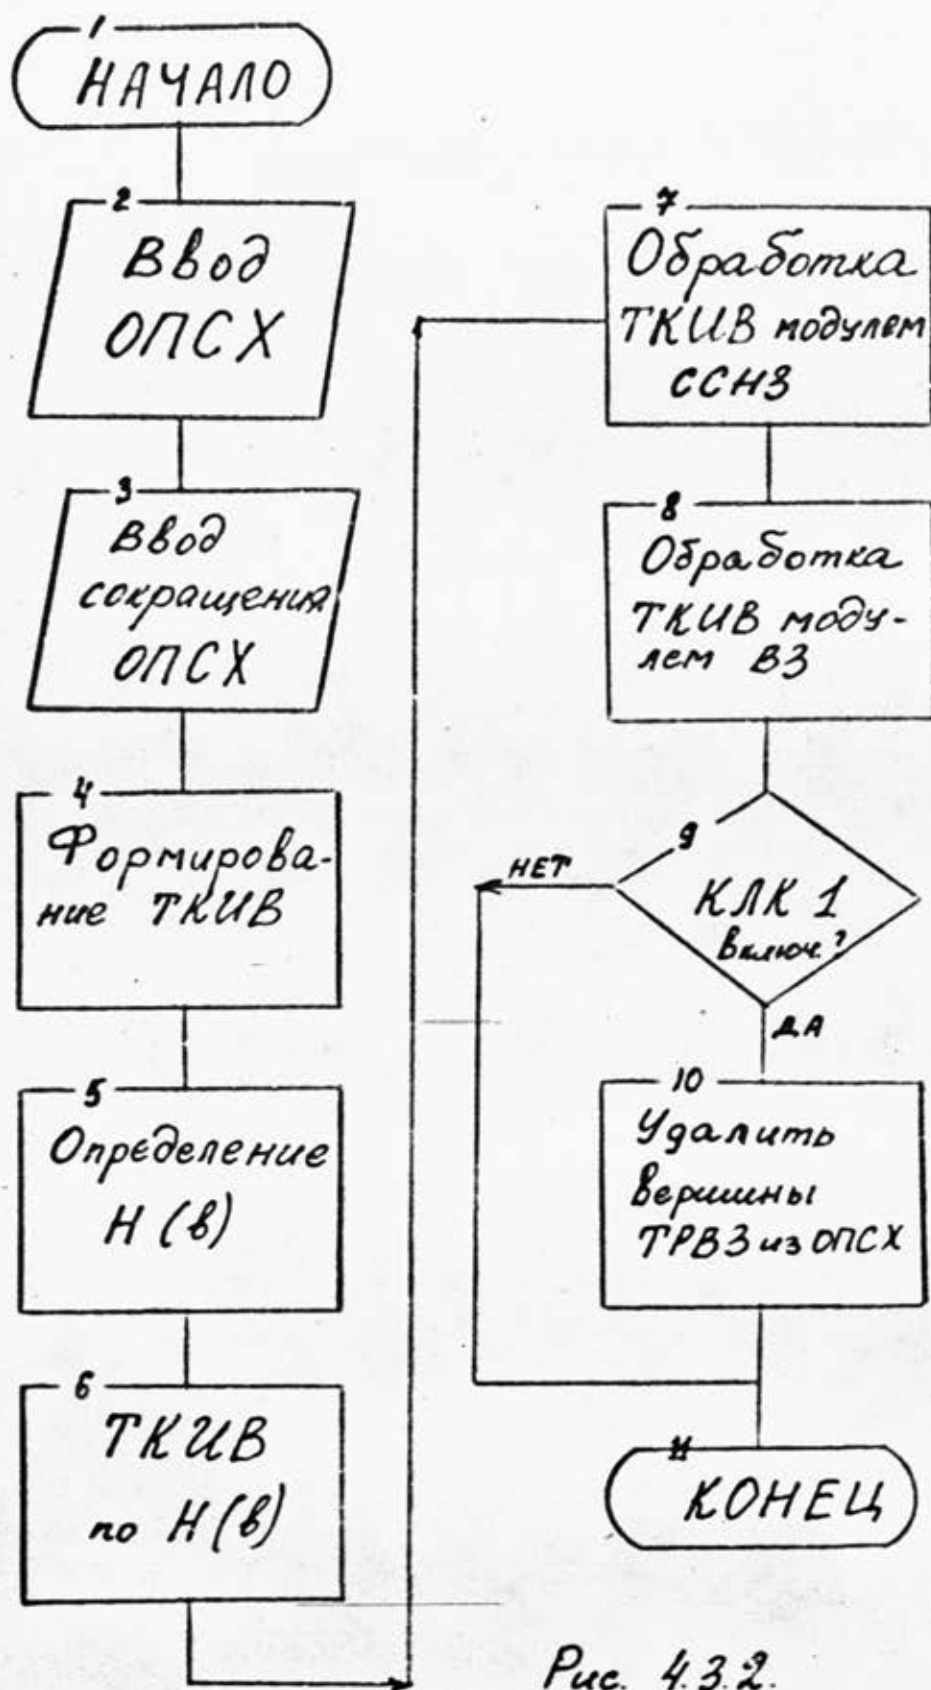 1
НАЧАЛО
2
Ввод
ОПСХ
3
Ввод
сокращения
ОПСХ
4
Формирова-
ние ТКИВ
5
Определение
Н (в)
6
ТКИВ
по Н (в)
7
Обработка
ТКИВ модулем
ССНЗ
8
Обработка
ТКИВ моду-
лем ВЗ
9
КЛК 1
включ.?
НЕТ
ДА
10
Удалить
вершины
ТРВЗ из ОПСХ
11
КОНЕЦ
Рис. 4.3.2.